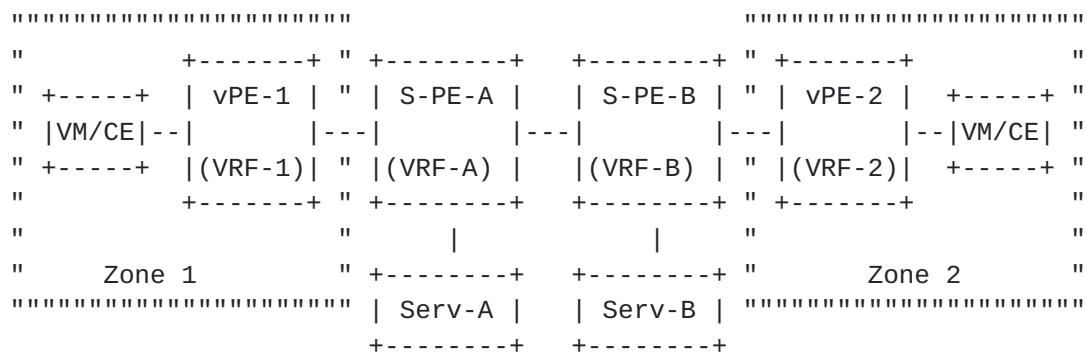 """"""""""""""""""""""                          """"""""""""""""""""""
"          +-------+ " +--------+   +--------+ " +-------+          "
" +-----+  | vPE-1 | " | S-PE-A |   | S-PE-B | " | vPE-2 |  +-----+ "
" |VM/CE|--|       |---|        |---|        |---|       |--|VM/CE| "
" +-----+  |(VRF-1)| " |(VRF-A) |   |(VRF-B) | " |(VRF-2)|  +-----+ "
"          +-------+ " +--------+   +--------+ " +-------+          "
"                    "     |            |      "                    "
"     Zone 1         " +--------+   +--------+ "       Zone 2       "
"""""""""""""""""""""" | Serv-A |   | Serv-B | """"""""""""""""""""""
                       +--------+   +--------+